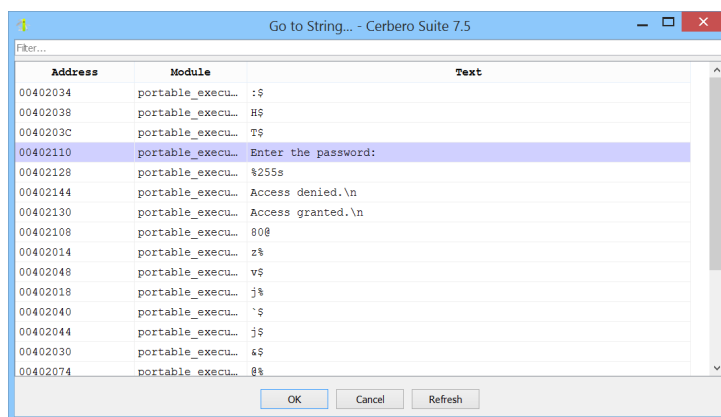 Go to String... - Cerbero Suite 7.5
Filter...
Address Module Text
00402034 portable_execu... :$
00402038 portable_execu... H$
0040203C portable_execu... T$
00402110 portable_execu... Enter the password:
00402128 portable_execu... %255s
00402144 portable_execu... Access denied.\n
00402130 portable_execu... Access granted.\n
00402108 portable_execu... 80@
00402014 portable_execu... z%
00402048 portable_execu... v$
00402018 portable_execu... j%
00402040 portable_execu... `$
00402044 portable_execu... j$
00402030 portable_execu... &$
00402074 portable_execu... @%
OK Cancel Refresh